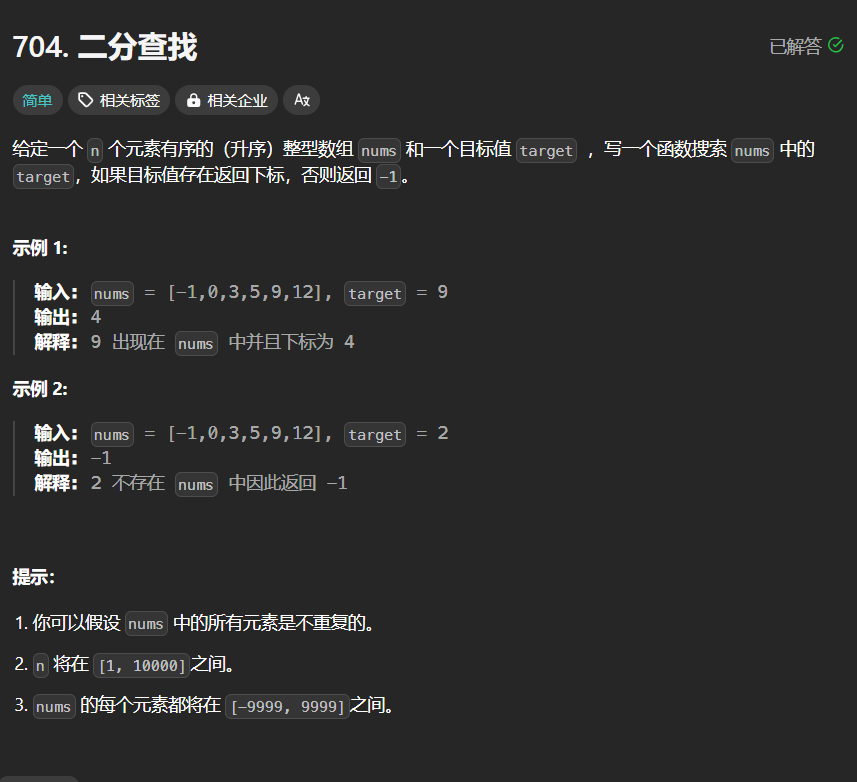 704. 二分查找
已解答
简单 相关标签 相关企业
给定一个 n 个元素有序的（升序）整型数组 nums 和一个目标值 target ，写一个函数搜索 nums 中的
target，如果目标值存在返回下标，否则返回 -1。
示例 1:
输入: nums = [-1,0,3,5,9,12], target = 9
输出: 4
解释: 9 出现在 nums 中并且下标为 4
示例 2:
输入: nums = [-1,0,3,5,9,12], target = 2
输出: -1
解释: 2 不存在 nums 中因此返回 -1
提示：
1. 你可以假设 nums 中的所有元素是不重复的。
2. n 将在 [1, 10000]之间。
3. nums 的每个元素都将在 [-9999, 9999]之间。